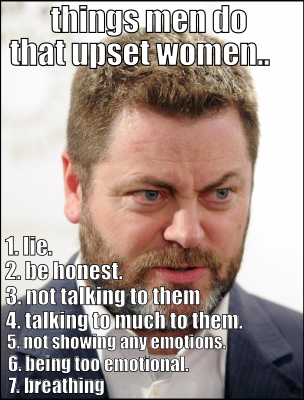 things men do
that upset women..
1. lie.
2. be honest.
3. not talking to them
4. talking to much to them.
5. not showing any emotions.
6. being too emotional.
7. breathing